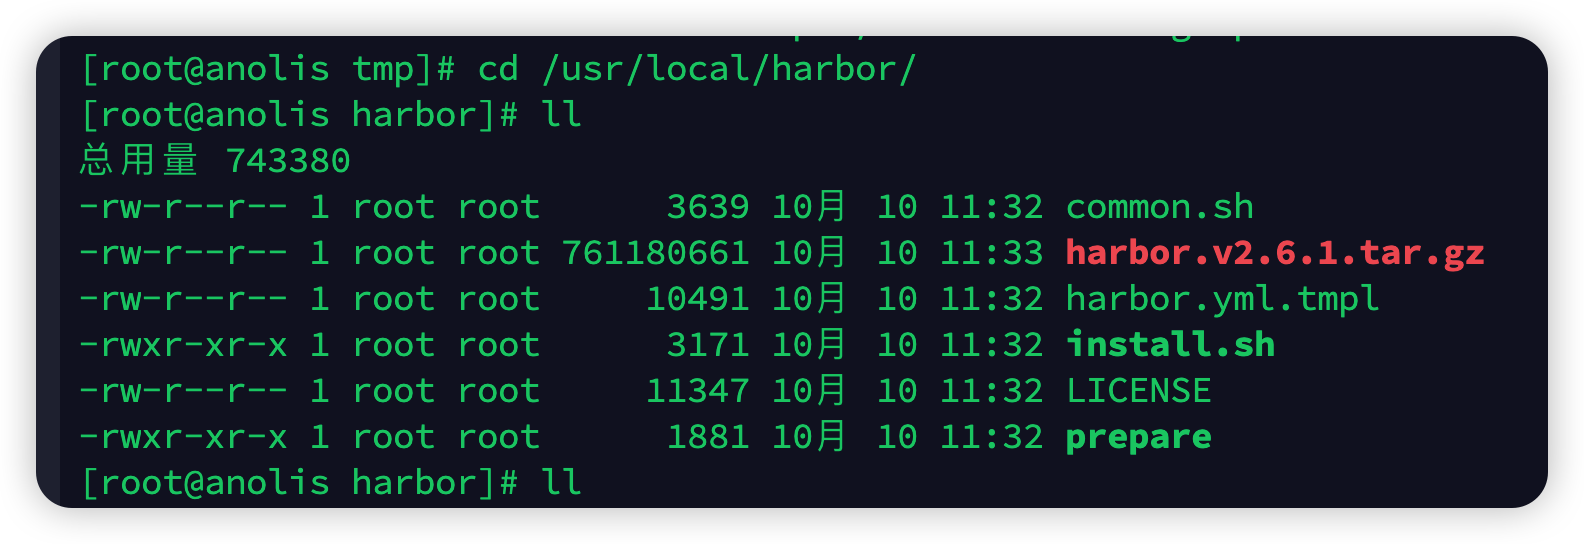 [root@anolis tmp]# cd /usr/local/harbor/
[root@anolis harbor]# ll
总用量 743380
-rw-r--r-- 1 root root      3639 10月  10 11:32 common.sh
-rw-r--r-- 1 root root 761180661 10月  10 11:33 harbor.v2.6.1.tar.gz
-rw-r--r-- 1 root root     10491 10月  10 11:32 harbor.yml.tmpl
-rwxr-xr-x 1 root root      3171 10月  10 11:32 install.sh
-rw-r--r-- 1 root root     11347 10月  10 11:32 LICENSE
-rwxr-xr-x 1 root root      1881 10月  10 11:32 prepare
[root@anolis harbor]# ll